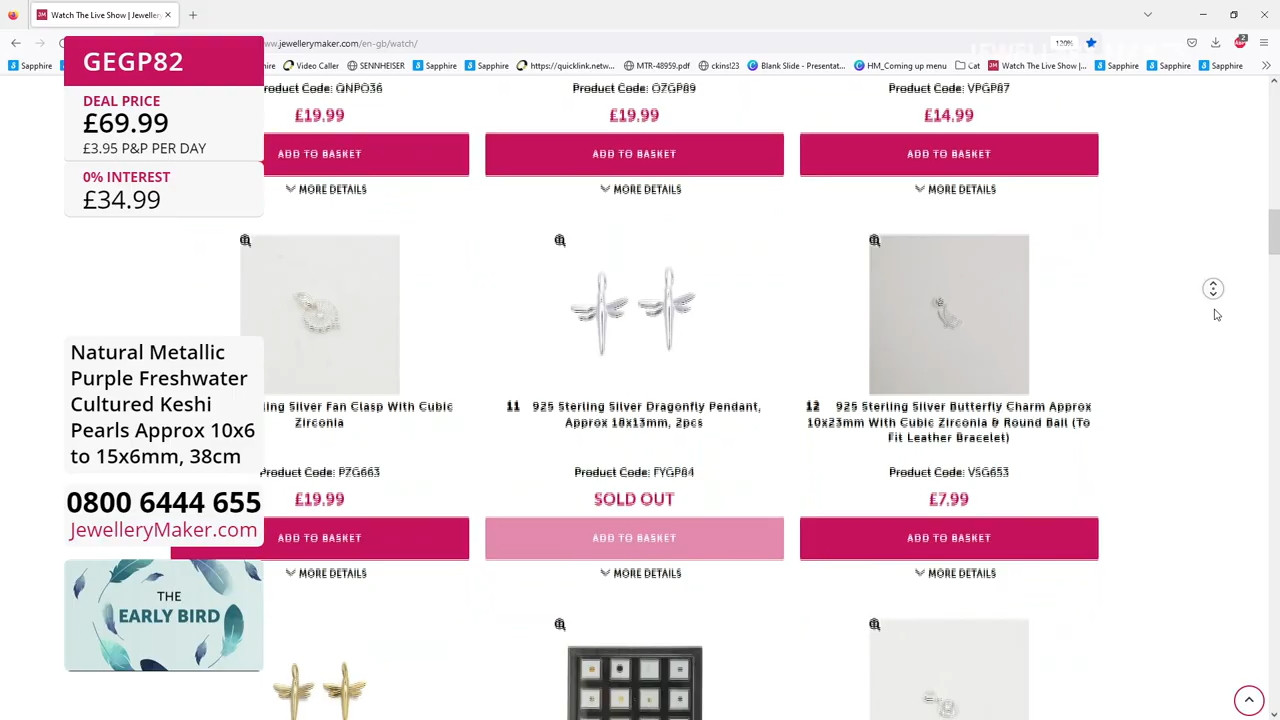 Watch The Live Show | Jeweller
2
w.jewellerymaker.com/en-gb/watch/
120%
Sapphire
Video Caller
SENNHEISER
Sapphire
Sapphire
https://quicklink.netw...
MTR-48959.pdf
ckins!23
Blank Slide - Presentat...
HM_Coming up menu
Cat
Watch The Live Show |...
Sapphire
Sapphire
Sapphire
GEGP82
DEAL PRICE
£69.99
£3.95 P&P PER DAY
0% INTEREST
£34.99
Product Code: QNPO36
Product Code: OZGP89
Product Code: VPGP87
£19.99
£19.99
£14.99
ADD TO BASKET
ADD TO BASKET
ADD TO BASKET
MORE DETAILS
MORE DETAILS
MORE DETAILS
Natural Metallic
Purple Freshwater
Cultured Keshi
Pearls Approx 10x6
to 15x6mm, 38cm
0800 6444 655
JewelleryMaker.com
THE
EARLY BIRD
ling Silver Fan Clasp With Cubic
Zirconia
11 925 Sterling Silver Dragonfly Pendant,
Approx 18x13mm, 2pcs
12 925 Sterling Silver Butterfly Charm Approx
10x23mm With Cubic Zirconia & Round Bail (To
Fit Leather Bracelet)
Product Code: PZG663
Product Code: FYGP84
Product Code: VSG653
£19.99
SOLD OUT
£7.99
ADD TO BASKET
ADD TO BASKET
ADD TO BASKET
MORE DETAILS
MORE DETAILS
MORE DETAILS